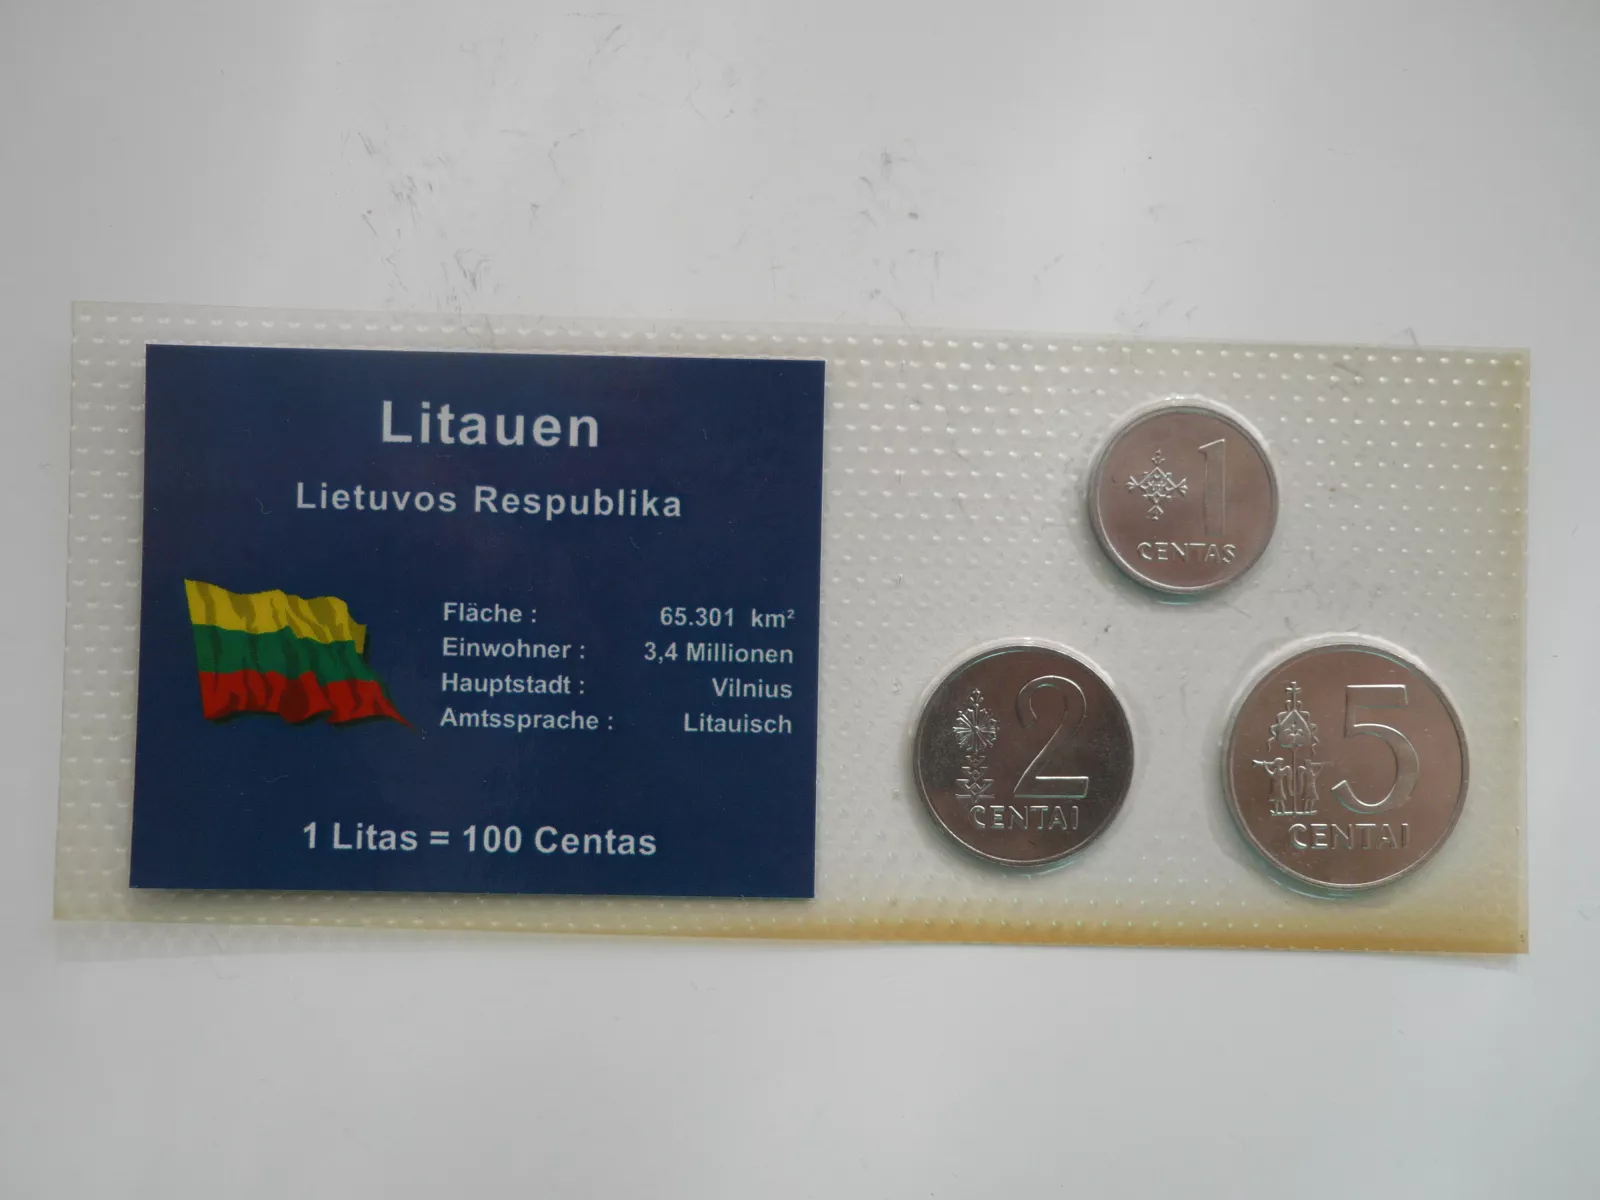 Litauen
Lietuvos Respublika
Fläche : 65.301 km²
Einwohner : 3,4 Millionen
Hauptstadt : Vilnius
Amtssprache : Litauisch
1 Litas = 100 Centas
1
CENTAS
2
CENTAI
5
CENTAI